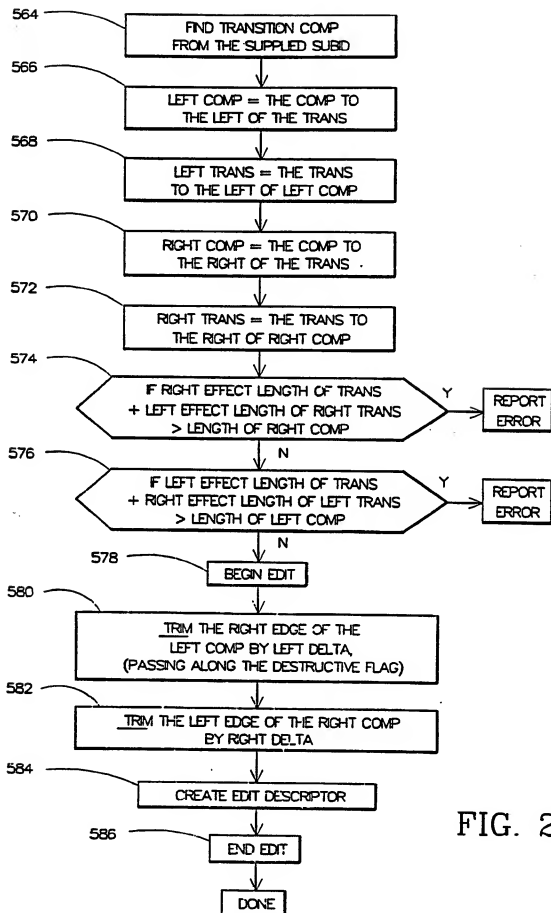 564
FIND TRANSITION COMP
FROM THE SUPPLIED SUBID
566
LEFT COMP = THE COMP TO
THE LEFT OF THE TRANS
568
LEFT TRANS = THE TRANS
TO THE LEFT OF LEFT COMP
570
RIGHT COMP = THE COMP TO
THE RIGHT OF THE TRANS
572
RIGHT TRANS = THE TRANS TO
THE RIGHT OF RIGHT COMP
574
IF RIGHT EFFECT LENGTH OF TRANS
+ LEFT EFFECT LENGTH OF RIGHT TRANS
> LENGTH OF RIGHT COMP
Y
REPORT
ERROR
N
576
IF LEFT EFFECT LENGTH OF TRANS
+ RIGHT EFFECT LENGTH OF LEFT TRANS
> LENGTH OF LEFT COMP
Y
REPORT
ERROR
N
578
BEGIN EDIT
580
TRIM THE RIGHT EDGE OF THE
LEFT COMP BY LEFT DELTA,
(PASSING ALONG THE DESTRUCTIVE FLAG)
582
TRIM THE LEFT EDGE OF THE RIGHT COMP
BY RIGHT DELTA
584
CREATE EDIT DESCRIPTOR
586
END EDIT
DONE
FIG. 2